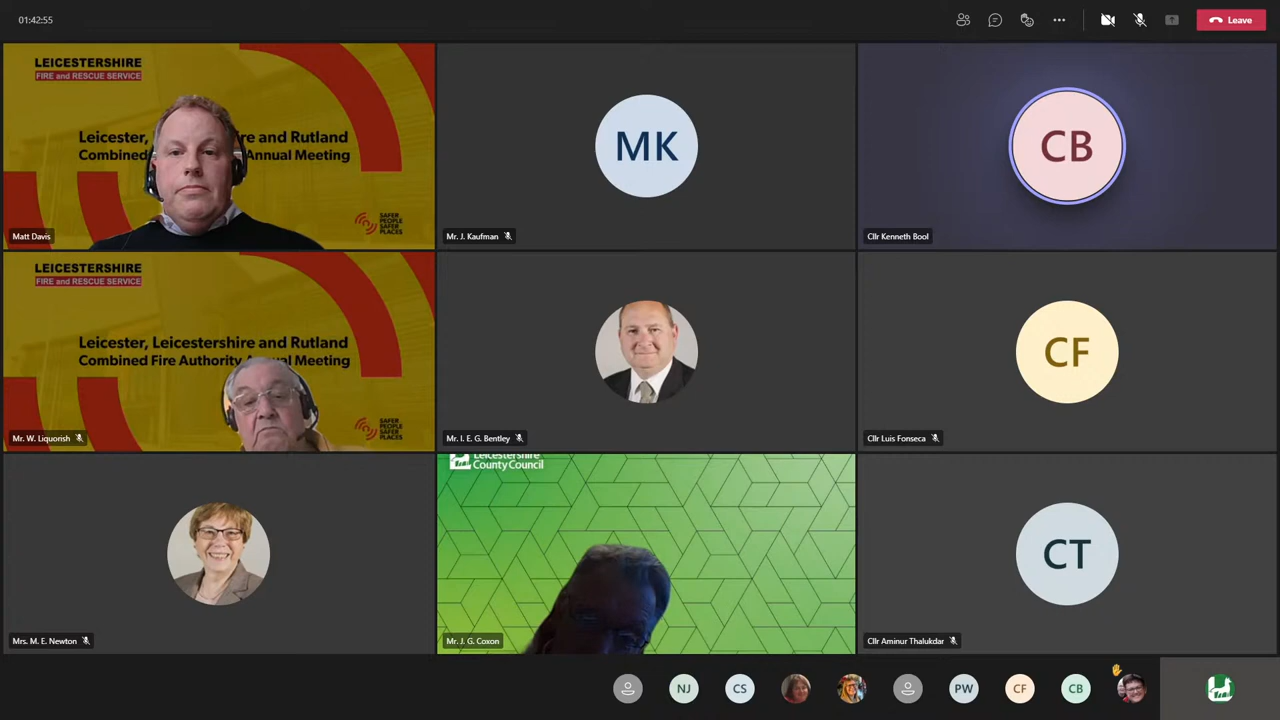 01:42:55
Leave
LEICESTERSHIRE
FIRE and RESCUE SERVICE
Leicester, re and Rutland
Combined Annual Meeting
SAFER
PEOPLE
SAFER
PLACES
Matt Davis
MK
Mr. J. Kaufman
CB
Cllr Kenneth Bool
LEICESTERSHIRE
FIRE and RESCUE SERVICE
Leicester, Leicestershire and Rutland
Combined Fire Authority Annual Meeting
SAFER
PEOPLE
SAFER
PLACES
Mr. W. Liquorish
Mr. I. E. G. Bentley
CF
Cllr Luis Fonseca
Mrs. M. E. Newton
Leicestershire
County Council
Mr. J. G. Coxon
CT
Cllr Aminur Thalukdar
NJ
CS
PW
CF
CB